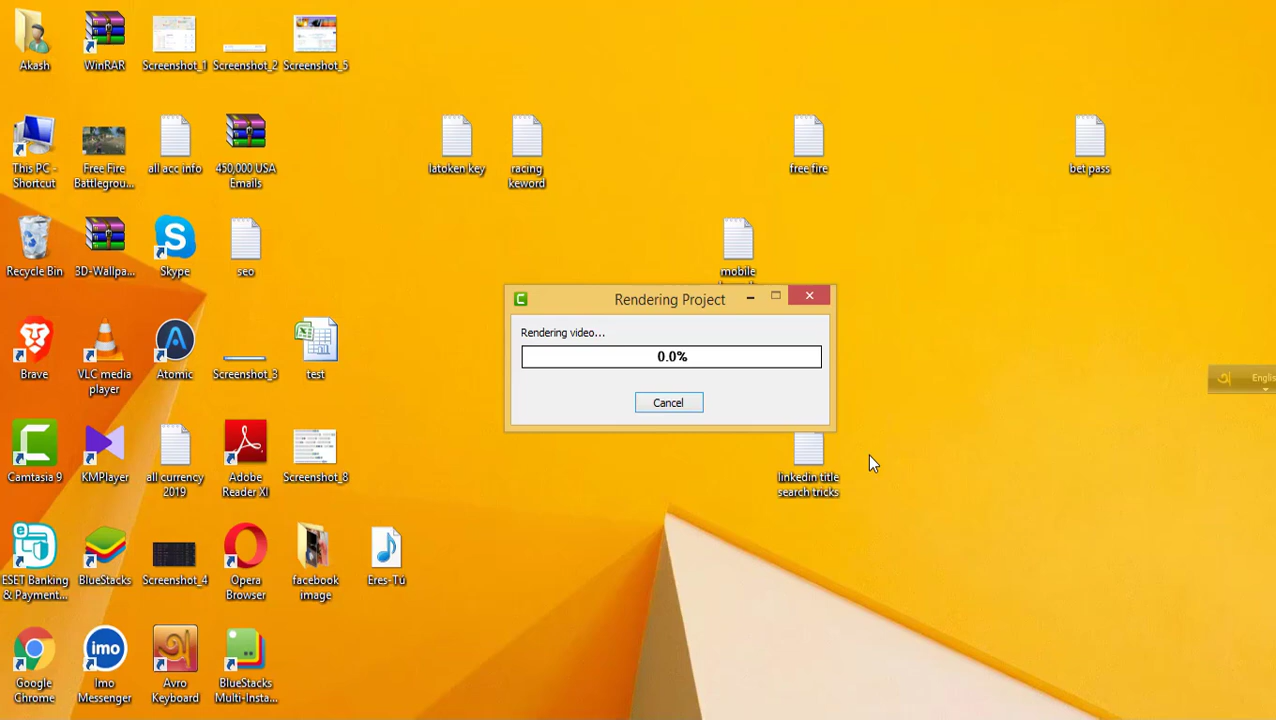 Akash
WinRAR
Screenshot_1
Screenshot_2
Screenshot_5
This PC -
Shortcut
Free Fire
Battlegrou...
all acc info
450,000 USA
Emails
latoken key
racing
keword
free fire
bet pass
Recycle Bin
3D-Wallpa...
Skype
seo
mobile
Rendering Project
Rendering video...
0.0%
Cancel
Englis
Brave
VLC media
player
Atomic
Screenshot_3
test
Camtasia 9
KMPlayer
all currency
2019
Adobe
Reader XI
Screenshot_8
linkedin title
search tricks
ESET Banking
& Payment...
BlueStacks
Screenshot_4
Opera
Browser
facebook
image
Eres-Tu
Google
Chrome
imo
Imo
Messenger
অ
Avro
Keyboard
BlueStacks
Multi-Insta...